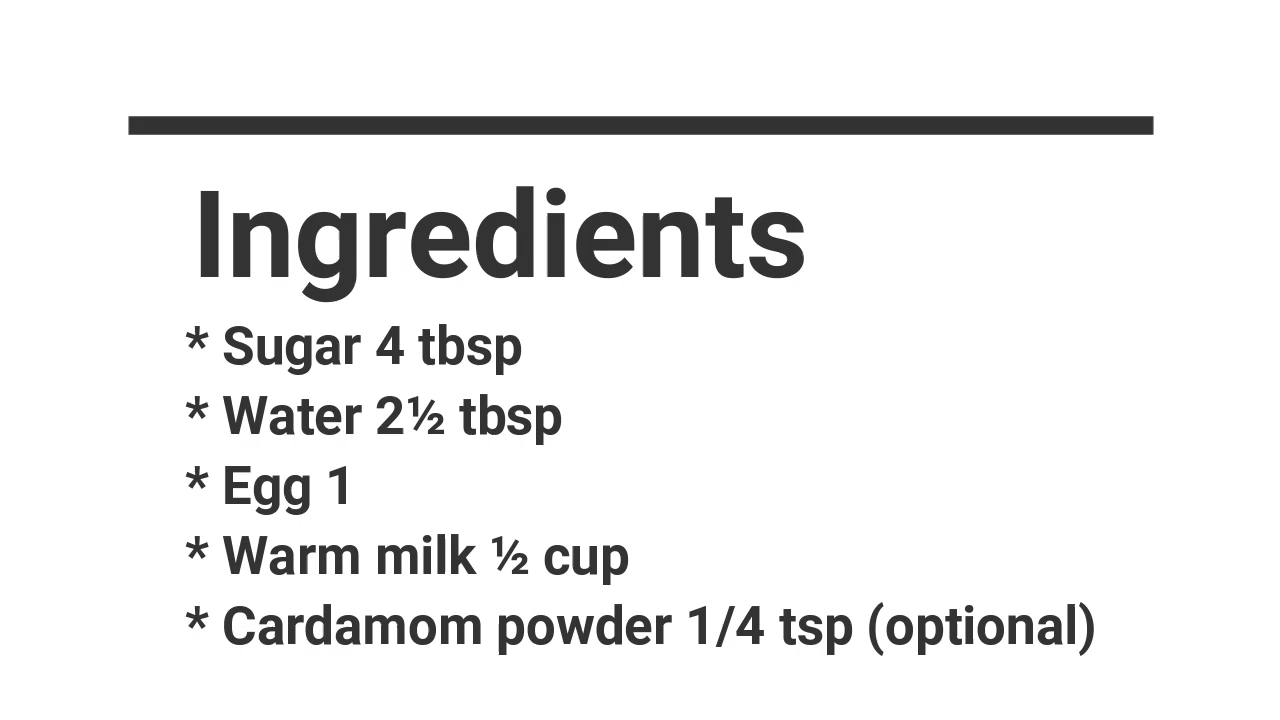 Ingredients
* Sugar 4 tbsp
* Water 2½ tbsp
* Egg 1
* Warm milk ½ cup
* Cardamom powder 1/4 tsp (optional)